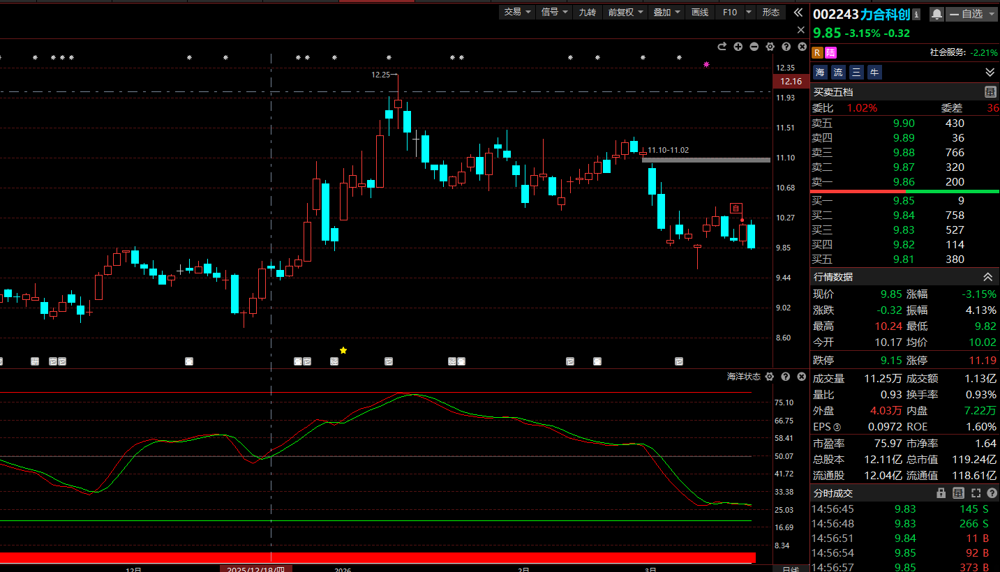 交易 信号 九转 前复权 叠加 画线 F10 形态
002243 力合科创 自选
9.85 -3.15% -0.32
R 陆 社会服务: -2.21%
海 流 三 牛
买卖五档
委比 1.02% 委差 36
卖五 9.90 430
卖四 9.89 36
卖三 9.88 766
卖二 9.87 320
卖一 9.86 200
买一 9.85 9
买二 9.84 758
买三 9.83 527
买四 9.82 114
买五 9.81 380
行情数据
现价 9.85 涨幅 -3.15%
涨跌 -0.32 振幅 4.13%
最高 10.24 最低 9.82
今开 10.17 均价 10.02
跌停 9.15 涨停 11.19
成交量 11.25万 成交额 1.13亿
量比 0.93 换手率 0.93%
外盘 4.03万 内盘 7.22万
EPS③ 0.0972 ROE 1.60%
市盈率 75.97 市净率 1.64
总股本 12.11亿 总市值 119.24亿
流通股 12.04亿 流通值 118.61亿
分时成交
14:56:45 9.83 145 S
14:56:48 9.83 266 S
14:56:51 9.84 11 B
14:56:54 9.85 92 B
14:56:57 9.85 373 B
12.35
12.16
11.93
11.51
11.10
10.68
10.27
9.85
9.44
9.02
8.60
12.25
11.10-11.02
自
海洋状态
75.10
66.75
58.41
50.07
41.72
33.38
25.03
16.69
8.34
12月 2025/12/18/四 2026 2月 3月 日线